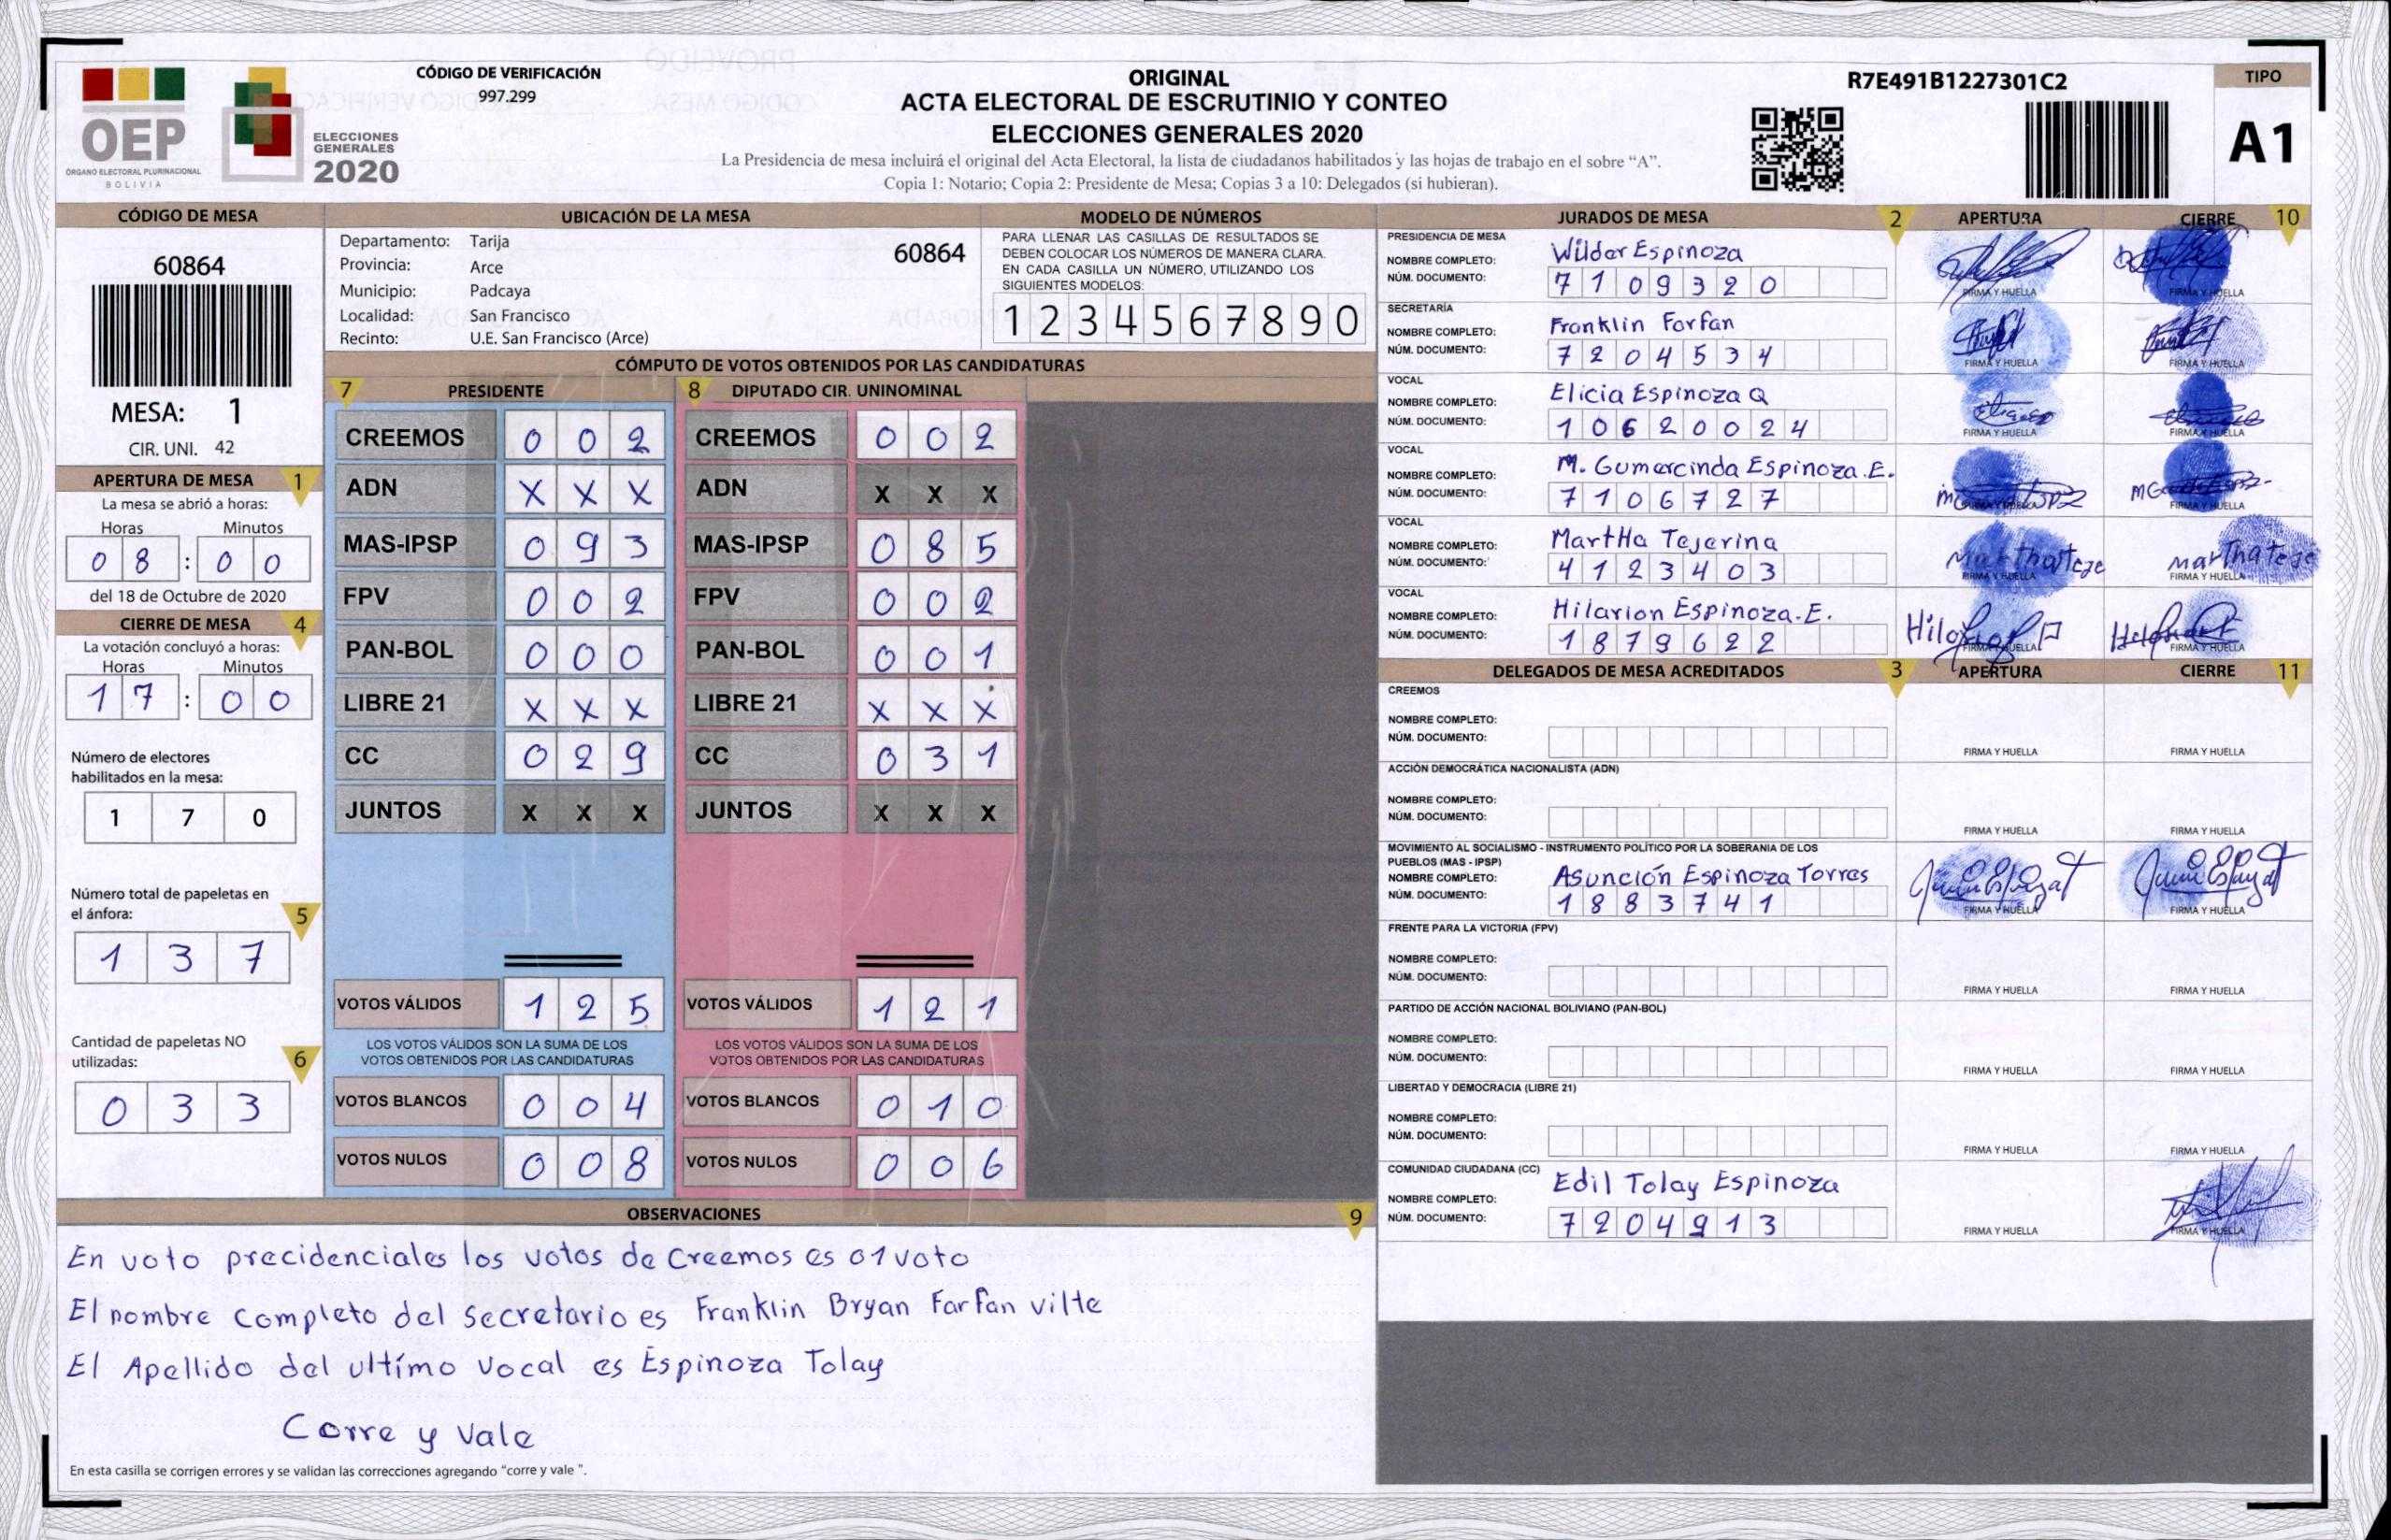 OEP
ÓRGANO ELECTORAL PLURINACIONAL
BOLIVIA
ELECCIONES
GENERALES
2020
CÓDIGO DE VERIFICACIÓN
997.299
ORIGINAL
ACTA ELECTORAL DE ESCRUTINIO Y CONTEO
ELECCIONES GENERALES 2020
La Presidencia de mesa incluirá el original del Acta Electoral, la lista de ciudadanos habilitados y las hojas de trabajo en el sobre “A”.
Copia 1: Notario; Copia 2: Presidente de Mesa; Copias 3 a 10: Delegados (si hubieran).
R7E491B1227301C2
TIPO
A1
CÓDIGO DE MESA
60864
MESA: 1
CIR. UNI. 42
APERTURA DE MESA 1
La mesa se abrió a horas:
Horas Minutos
0 8 : 0 0
del 18 de Octubre de 2020
CIERRE DE MESA 4
La votación concluyó a horas:
Horas Minutos
1 7 : 0 0
Número de electores
habilitados en la mesa:
1 7 0
Número total de papeletas en
el ánfora: 5
1 3 7
Cantidad de papeletas NO
utilizadas: 6
0 3 3
UBICACIÓN DE LA MESA
Departamento: Tarija
Provincia: Arce
Municipio: Padcaya
Localidad: San Francisco
Recinto: U.E. San Francisco (Arce)
60864
MODELO DE NÚMEROS
PARA LLENAR LAS CASILLAS DE RESULTADOS SE
DEBEN COLOCAR LOS NÚMEROS DE MANERA CLARA.
EN CADA CASILLA UN NÚMERO, UTILIZANDO LOS
SIGUIENTES MODELOS:
1 2 3 4 5 6 7 8 9 0
CÓMPUTO DE VOTOS OBTENIDOS POR LAS CANDIDATURAS
7 PRESIDENTE
CREEMOS 0 0 2
ADN X X X
MAS-IPSP 0 9 3
FPV 0 0 2
PAN-BOL 0 0 0
LIBRE 21 X X X
CC 0 2 9
JUNTOS X X X
VOTOS VÁLIDOS 1 2 5
LOS VOTOS VÁLIDOS SON LA SUMA DE LOS
VOTOS OBTENIDOS POR LAS CANDIDATURAS
VOTOS BLANCOS 0 0 4
VOTOS NULOS 0 0 8
8 DIPUTADO CIR. UNINOMINAL
CREEMOS 0 0 2
ADN X X X
MAS-IPSP 0 8 5
FPV 0 0 2
PAN-BOL 0 0 1
LIBRE 21 X X X
CC 0 3 1
JUNTOS X X X
VOTOS VÁLIDOS 1 2 1
LOS VOTOS VÁLIDOS SON LA SUMA DE LOS
VOTOS OBTENIDOS POR LAS CANDIDATURAS
VOTOS BLANCOS 0 1 0
VOTOS NULOS 0 0 6
OBSERVACIONES 9
En voto precidenciales los votos de Creemos es 01 voto
El nombre completo del secretario es Franklin Bryan Farfan vilte
El Apellido del ultímo vocal es Espinoza Tolay
Corre y Vale
En esta casilla se corrigen errores y se validan las correcciones agregando “corre y vale ”.
JURADOS DE MESA 2 APERTURA CIERRE 10
PRESIDENCIA DE MESA
NOMBRE COMPLETO: Wilder Espinoza
NÚM. DOCUMENTO: 7 1 0 9 3 2 0
FIRMA Y HUELLA FIRMA Y HUELLA
SECRETARÍA
NOMBRE COMPLETO: Franklin Farfan
NÚM. DOCUMENTO: 7 2 0 4 5 3 4
FIRMA Y HUELLA FIRMA Y HUELLA
VOCAL
NOMBRE COMPLETO: Elicia Espinoza Q
NÚM. DOCUMENTO: 1 0 6 2 0 0 2 4
FIRMA Y HUELLA FIRMA Y HUELLA
VOCAL
NOMBRE COMPLETO: M. Gumercinda Espinoza.E.
NÚM. DOCUMENTO: 7 1 0 6 7 2 7
FIRMA Y HUELLA FIRMA Y HUELLA
VOCAL
NOMBRE COMPLETO: MartHa Tejerina
NÚM. DOCUMENTO: 4 1 2 3 4 0 3
FIRMA Y HUELLA FIRMA Y HUELLA
VOCAL
NOMBRE COMPLETO: Hilarion Espinoza.E.
NÚM. DOCUMENTO: 1 8 7 9 6 2 2
FIRMA Y HUELLA FIRMA Y HUELLA
DELEGADOS DE MESA ACREDITADOS 3 APERTURA CIERRE 11
CREEMOS
NOMBRE COMPLETO:
NÚM. DOCUMENTO:
FIRMA Y HUELLA FIRMA Y HUELLA
ACCIÓN DEMOCRÁTICA NACIONALISTA (ADN)
NOMBRE COMPLETO:
NÚM. DOCUMENTO:
FIRMA Y HUELLA FIRMA Y HUELLA
MOVIMIENTO AL SOCIALISMO - INSTRUMENTO POLÍTICO POR LA SOBERANIA DE LOS
PUEBLOS (MAS - IPSP)
NOMBRE COMPLETO: Asunción Espinoza Torres
NÚM. DOCUMENTO: 1 8 8 3 7 4 1
FIRMA Y HUELLA FIRMA Y HUELLA
FRENTE PARA LA VICTORIA (FPV)
NOMBRE COMPLETO:
NÚM. DOCUMENTO:
FIRMA Y HUELLA FIRMA Y HUELLA
PARTIDO DE ACCIÓN NACIONAL BOLIVIANO (PAN-BOL)
NOMBRE COMPLETO:
NÚM. DOCUMENTO:
FIRMA Y HUELLA FIRMA Y HUELLA
LIBERTAD Y DEMOCRACIA (LIBRE 21)
NOMBRE COMPLETO:
NÚM. DOCUMENTO:
FIRMA Y HUELLA FIRMA Y HUELLA
COMUNIDAD CIUDADANA (CC)
NOMBRE COMPLETO: Edil Tolay Espinoza
NÚM. DOCUMENTO: 7 2 0 4 9 1 3
FIRMA Y HUELLA FIRMA Y HUELLA